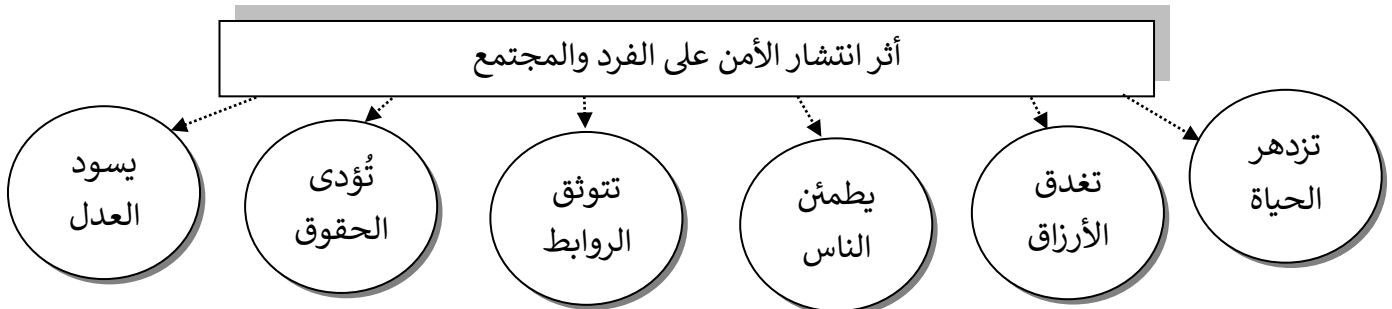 أثر انتشار الأمن على الفرد والمجتمع
تزدهر
الحياة
تغدق
الأرزاق
يطمئن
الناس
تتوثق
الروابط
تُؤدى
الحقوق
يسود
العدل